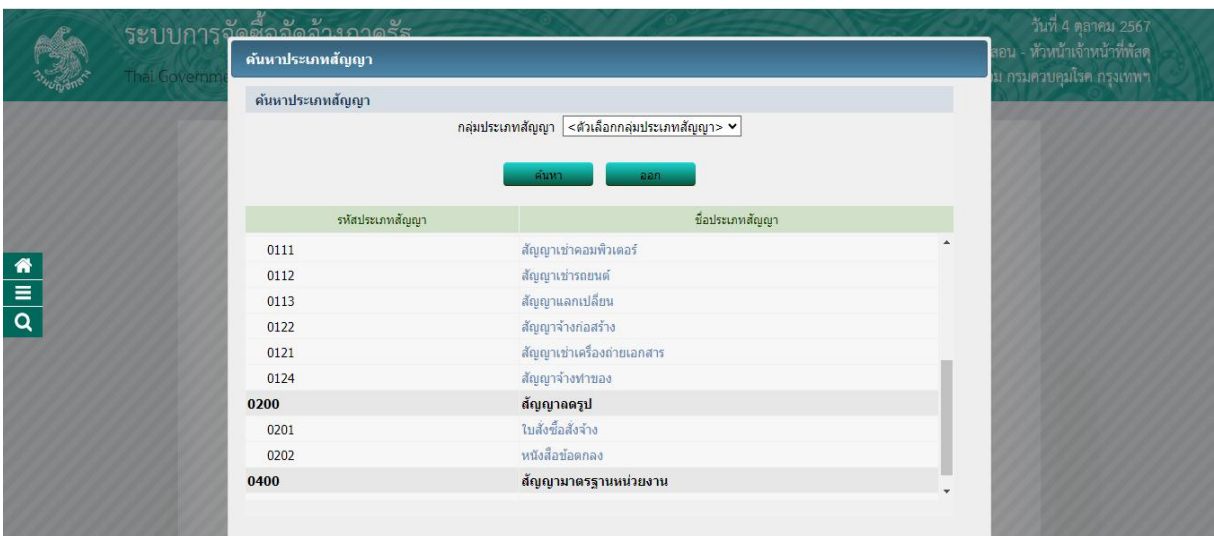 ระบบการจัดซื้อจัดจ้างภาครัฐ
วันที่ 4 ตุลาคม 2567
สอน - หัวหน้าเจ้าหน้าที่พัสดุ
Thai Governme
ม กรมควบคุมโรค กรุงเทพฯ
กรมบัญชีกลาง
ค้นหาประเภทสัญญา
ค้นหาประเภทสัญญา
กลุ่มประเภทสัญญา <ตัวเลือกกลุ่มประเภทสัญญา>
ค้นหา ออก
รหัสประเภทสัญญา ชื่อประเภทสัญญา
0111 สัญญาเช่าคอมพิวเตอร์
0112 สัญญาเช่ารถยนต์
0113 สัญญาแลกเปลี่ยน
0122 สัญญาจ้างก่อสร้าง
0121 สัญญาเช่าเครื่องถ่ายเอกสาร
0124 สัญญาจ้างทำของ
0200 สัญญาลดรูป
0201 ใบสั่งซื้อสั่งจ้าง
0202 หนังสือข้อตกลง
0400 สัญญามาตรฐานหน่วยงาน